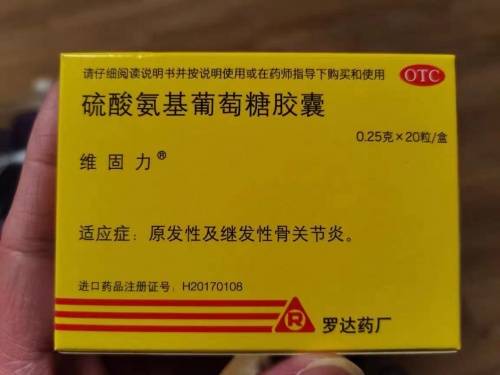 请仔细阅读说明书并按说明使用或在药师指导下购买和使用
OTC
硫酸氨基葡萄糖胶囊
0.25克×20粒/盒
维固力®
适应症：原发性及继发性骨关节炎。
进口药品注册证号：H20170108
R
罗达药厂